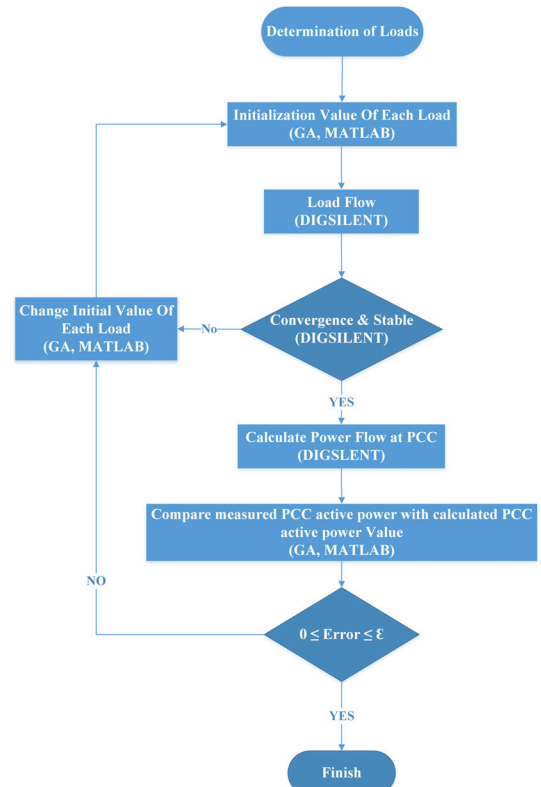 Determination of Loads
Initialization Value Of Each Load
(GA, MATLAB)
Load Flow
(DIGSILENT)
Change Initial Value Of
Each Load
(GA, MATLAB)
No
Convergence & Stable
(DIGSILENT)
YES
Calculate Power Flow at PCC
(DIGSLENT)
Compare measured PCC active power with calculated PCC
active power Value
(GA, MATLAB)
NO
0 ≤ Error ≤ Ɛ
YES
Finish